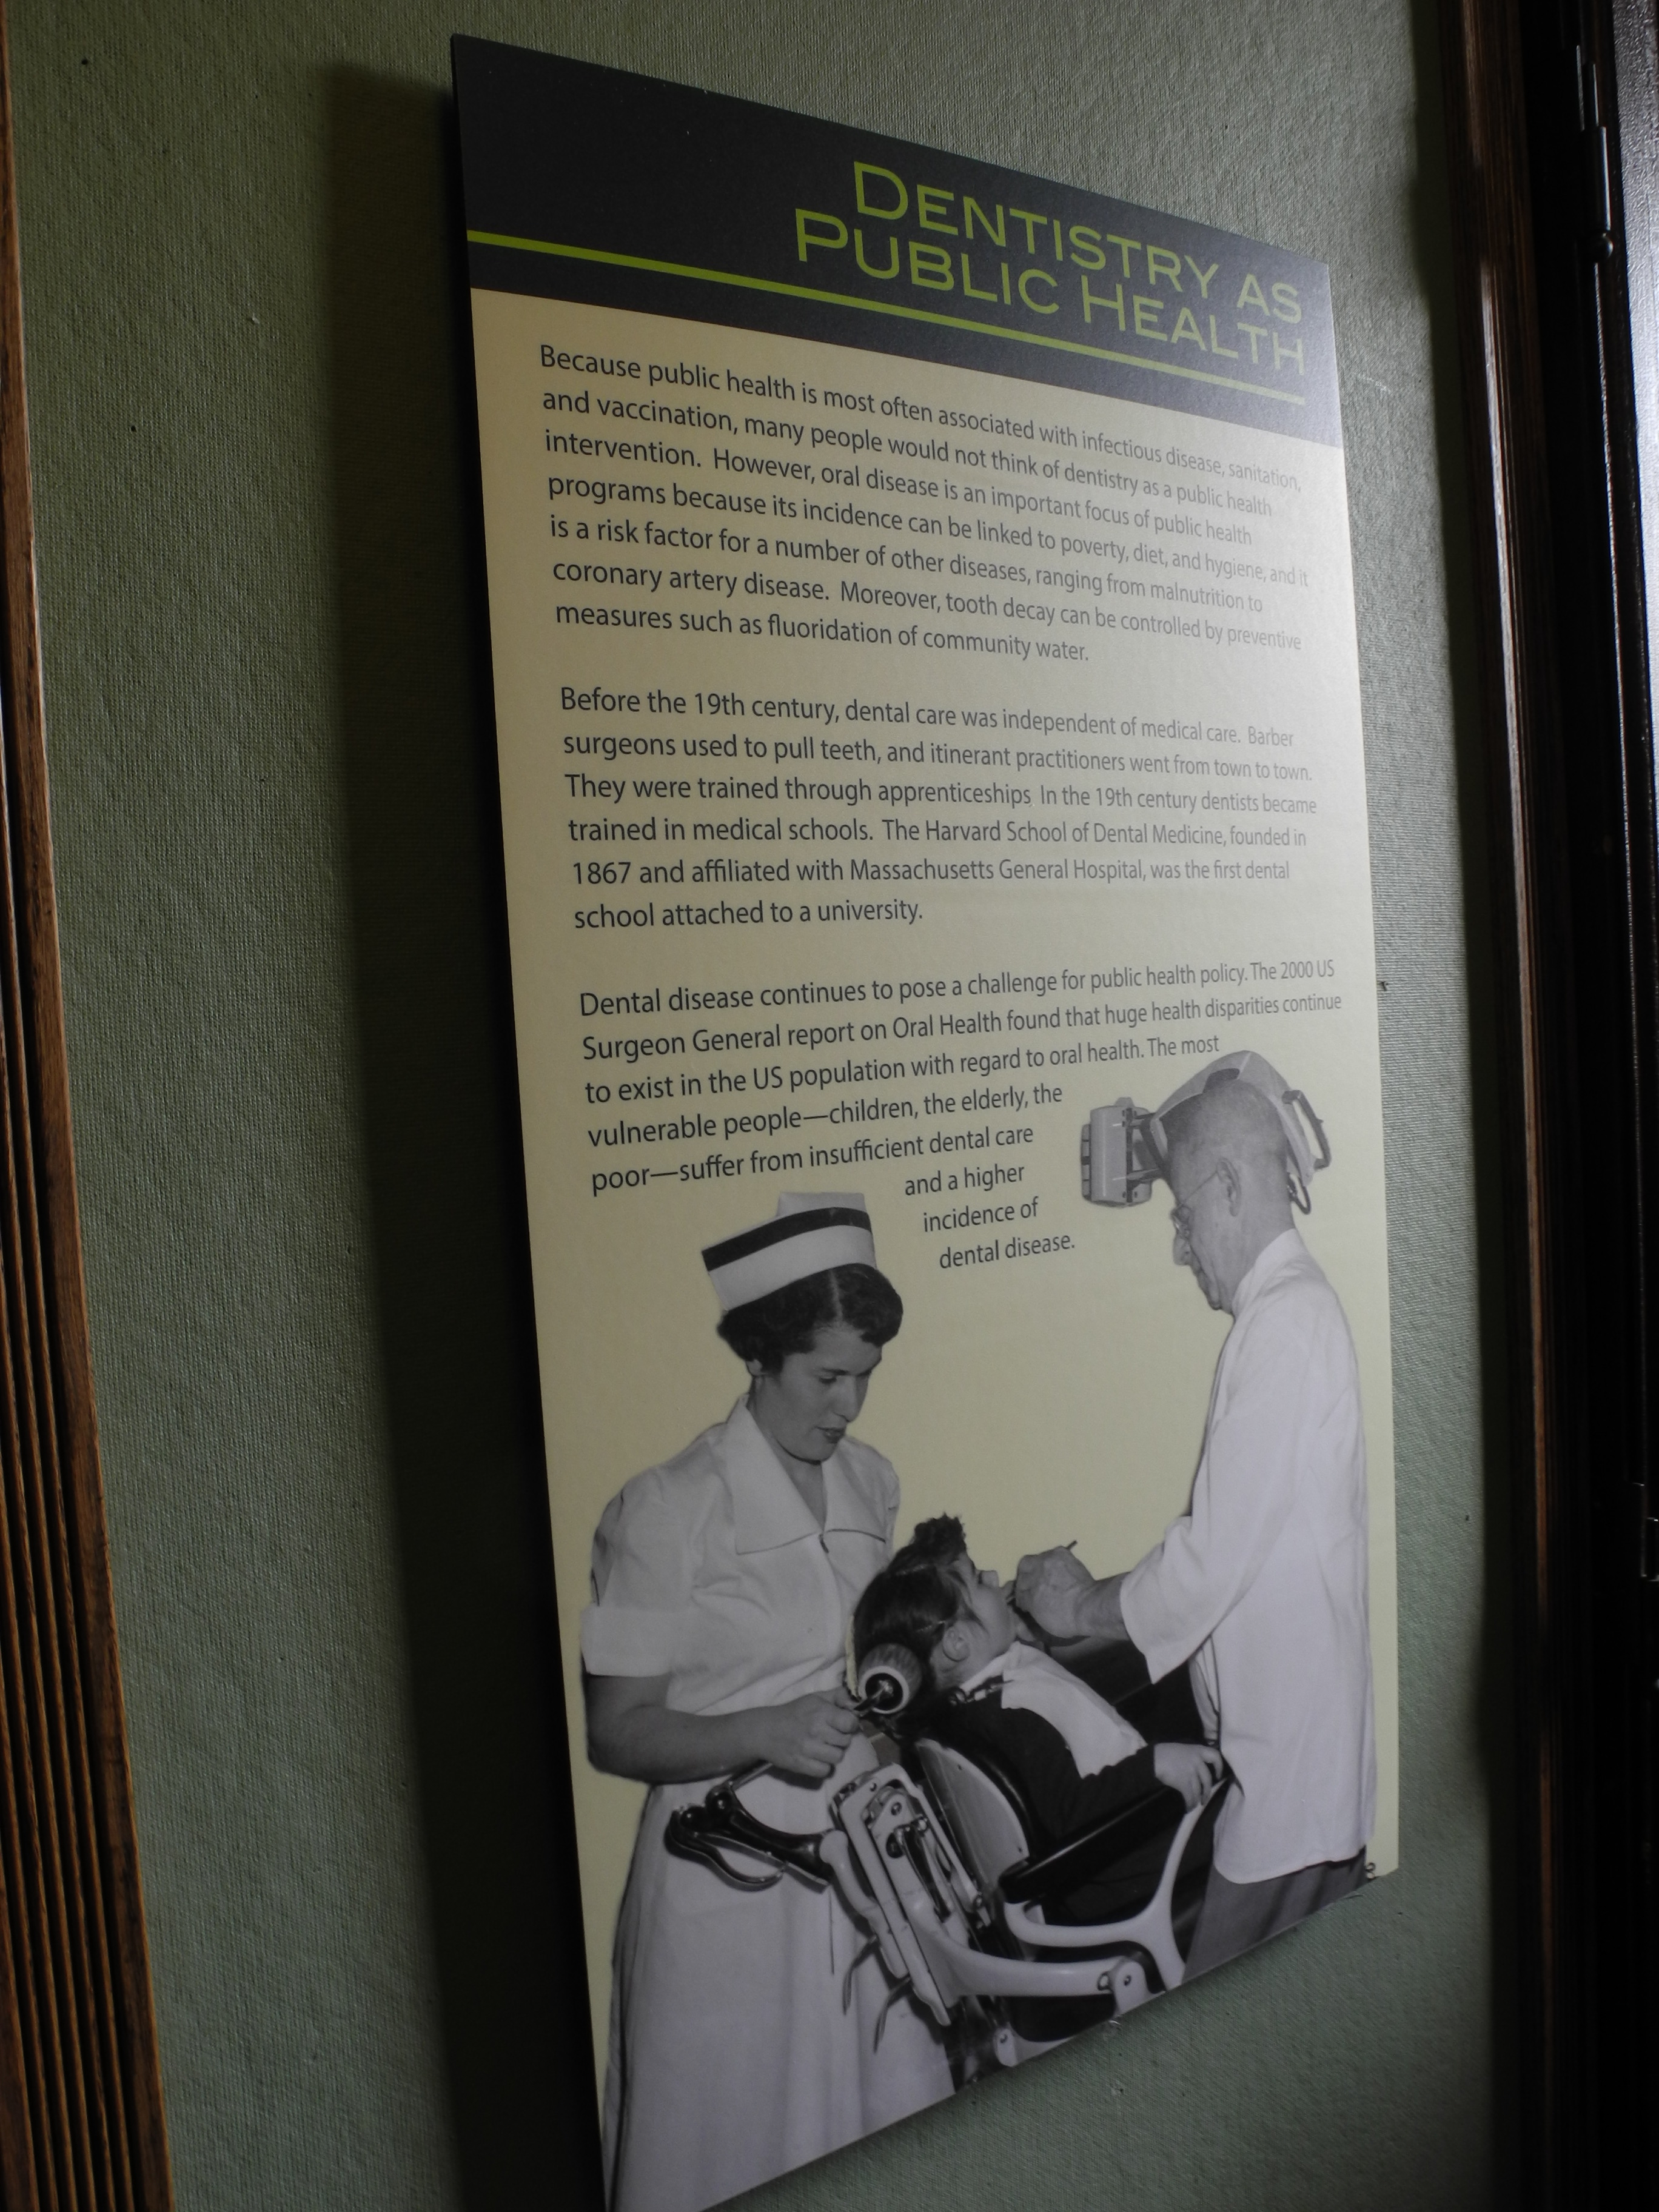 DENTISTRY AS
PUBLIC HEALTH
Because public health is most often associated with infectious disease, sanitation,
and vaccination, many people would not think of dentistry as a public health
intervention. However, oral disease is an important focus of public health
programs because its incidence can be linked to poverty, diet, and hygiene, and it
is a risk factor for a number of other diseases, ranging from malnutrition to
coronary artery disease. Moreover, tooth decay can be controlled by preventive
measures such as fluoridation of community water.
Before the 19th century, dental care was independent of medical care. Barber
surgeons used to pull teeth, and itinerant practitioners went from town to town.
They were trained through apprenticeships In the 19th century dentists became
trained in medical schools. The Harvard School of Dental Medicine, founded in
1867 and affiliated with Massachusetts General Hospital, was the first dental
school attached to a university.
Dental disease continues to pose a challenge for public health policy. The 2000 US
Surgeon General report on Oral Health found that huge health disparities continue
to exist in the US population with regard to oral health. The most
vulnerable people—children, the elderly, the
poor—suffer from insufficient dental care
and a higher
incidence of
dental disease.